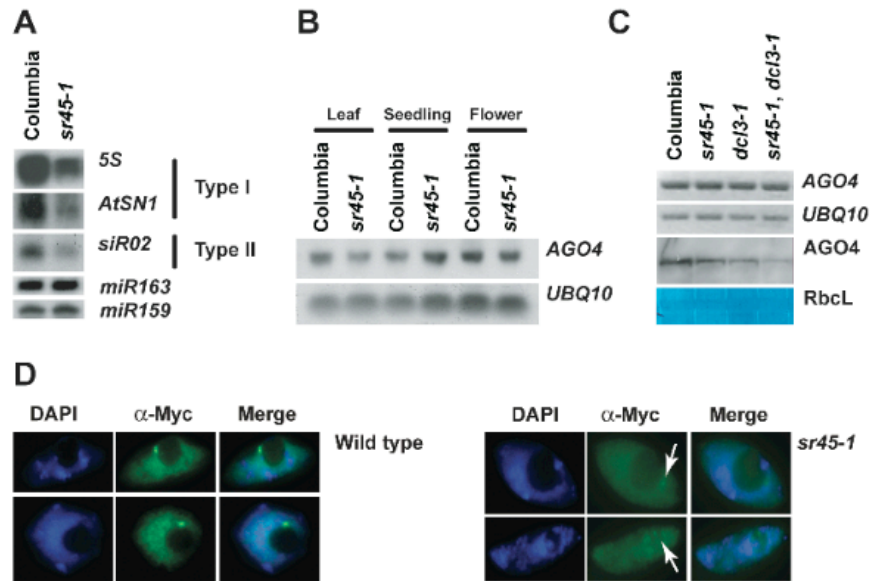 A
Columbia
sr45-1
5S
AtSN1
Type I
siR02
Type II
miR163
miR159
B
Leaf Seedling Flower
Columbia sr45-1 Columbia sr45-1 Columbia sr45-1
AGO4
UBQ10
C
Columbia
sr45-1
dcl3-1
sr45-1, dcl3-1
AGO4
UBQ10
AGO4
RbcL
D
DAPI α-Myc Merge
Wild type
DAPI α-Myc Merge
sr45-1